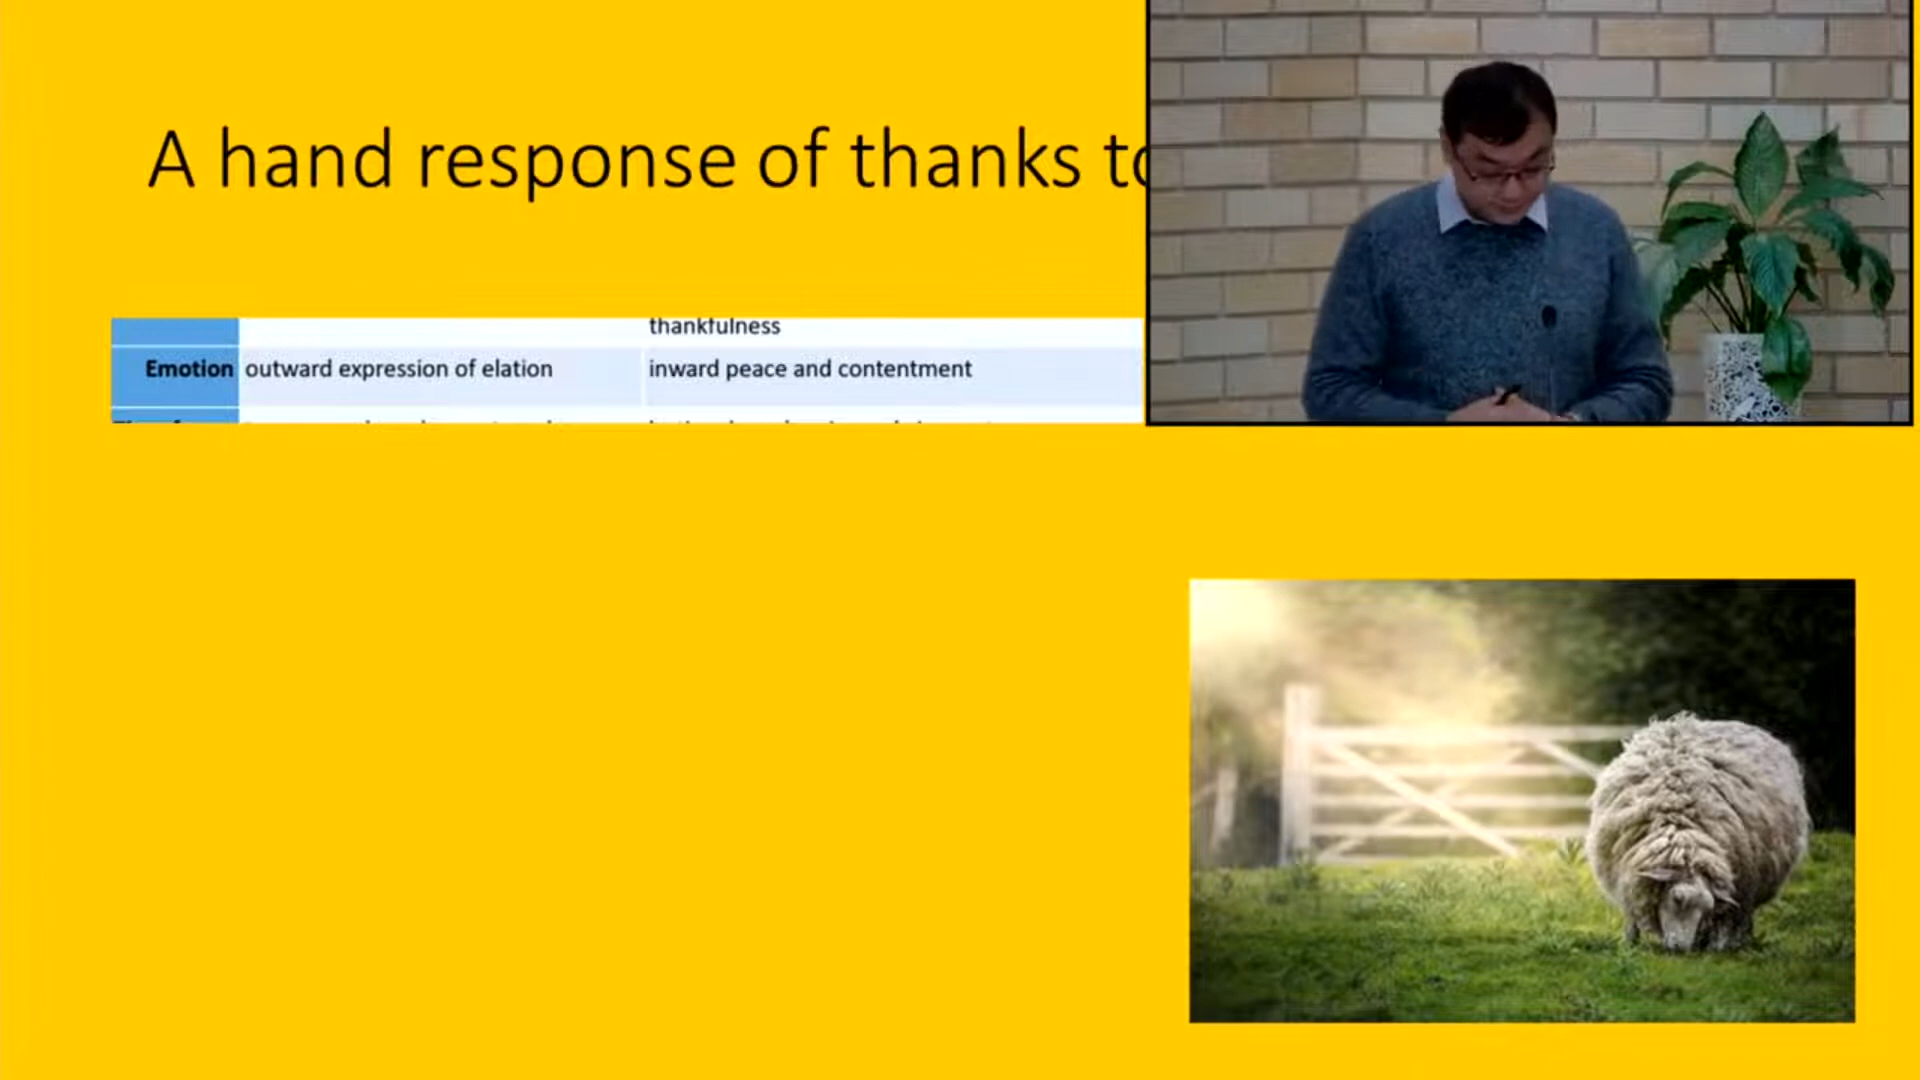 A hand response of thanks to
thankfulness
Emotion outward expression of elation inward peace and contentment